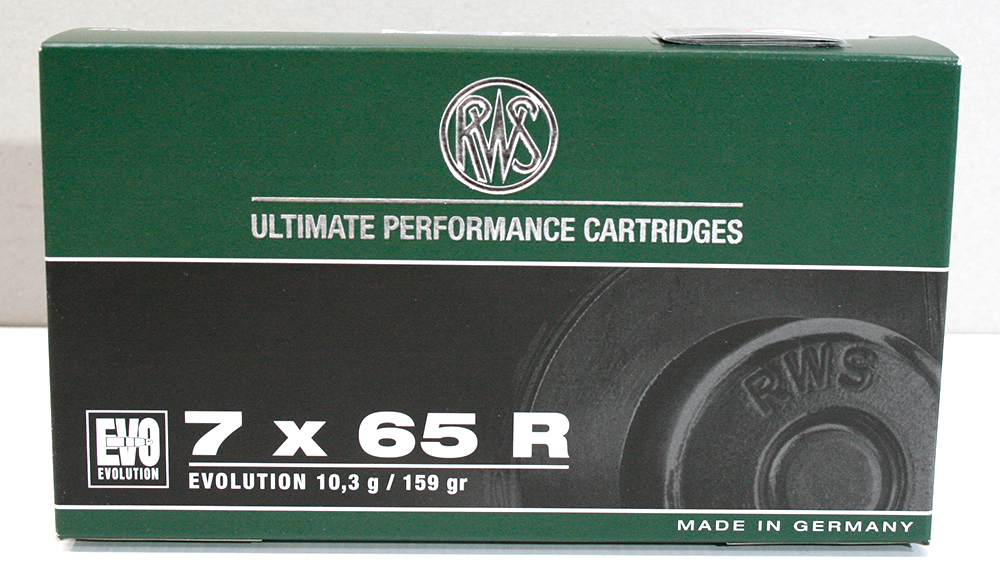 RWS
ULTIMATE PERFORMANCE CARTRIDGES
RWS
EVO
EVOLUTION
7 x 65 R
EVOLUTION 10,3 g / 159 gr
MADE IN GERMANY